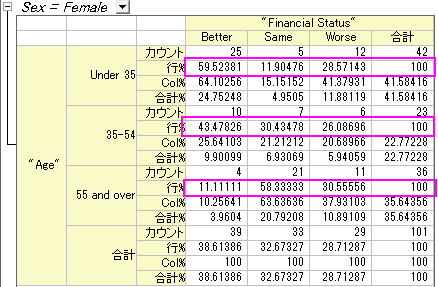 Sex = Female
"Financial Status"
Better Same Worse 合計
"Age" Under 35 カウント 25 5 12 42
行% 59.52381 11.90476 28.57143 100
Col% 64.10256 15.15152 41.37931 41.58416
合計% 24.75248 4.9505 11.88119 41.58416
35-54 カウント 10 7 6 23
行% 43.47826 30.43478 26.08696 100
Col% 25.64103 21.21212 20.68966 22.77228
合計% 9.90099 6.93069 5.94059 22.77228
55 and over カウント 4 21 11 36
行% 11.11111 58.33333 30.55556 100
Col% 10.25641 63.63636 37.93103 35.64356
合計% 3.9604 20.79208 10.89109 35.64356
合計 カウント 39 33 29 101
行% 38.61386 32.67327 28.71287 100
Col% 100 100 100 100
合計% 38.61386 32.67327 28.71287 100